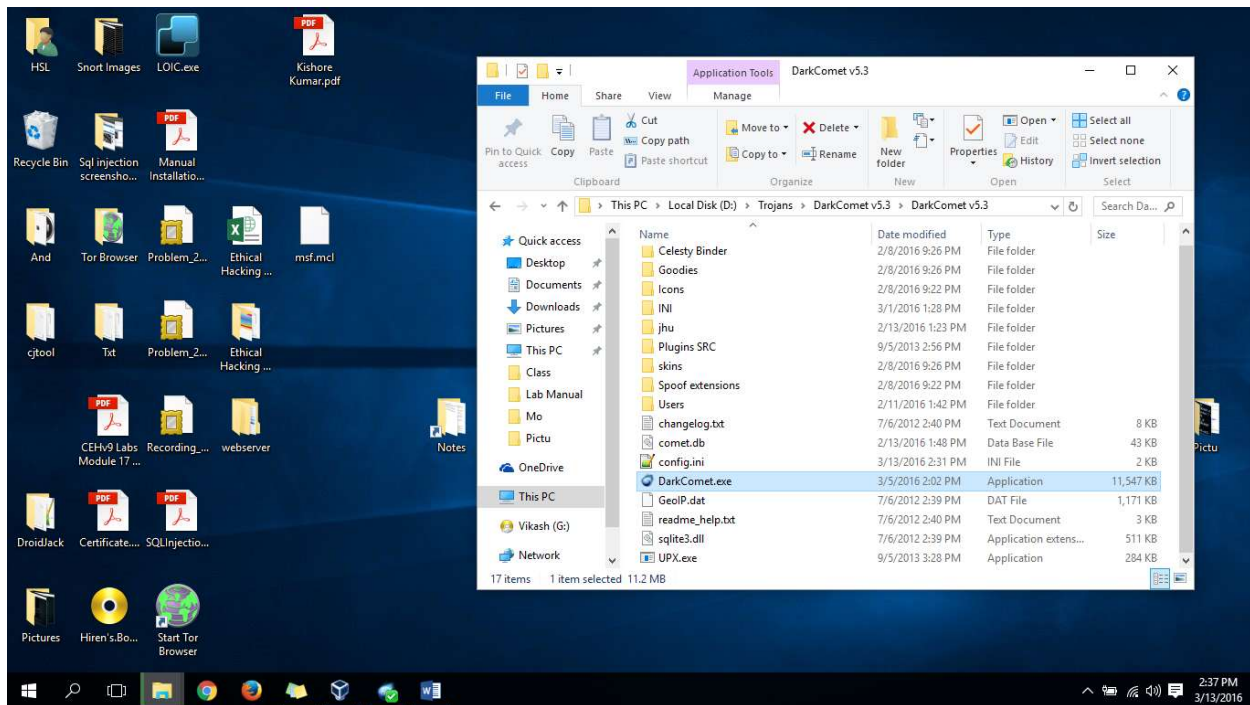 HSL
Snort Images
LOIC.exe
PDF
Kishore
Kumar.pdf
Recycle Bin
Sql injection
screensho...
PDF
Manual
Installatio...
And
Tor Browser
Problem_2...
Ethical
Hacking ...
msf.mcl
cjtool
Txt
Problem_2...
Ethical
Hacking ...
PDF
CEHv9 Labs
Module 17 ...
Recording_...
webserver
Notes
Pictu
DroidJack
PDF
Certificate....
PDF
SQLInjectio...
Pictures
Hiren's.Bo...
Start Tor
Browser
Application Tools
DarkComet v5.3
File
Home
Share
View
Manage
Pin to Quick
access
Copy
Paste
Cut
Copy path
Paste shortcut
Clipboard
Move to
Copy to
Delete
Rename
Organize
New
folder
New
Properties
Open
Edit
History
Open
Select all
Select none
Invert selection
Select
This PC > Local Disk (D:) > Trojans > DarkComet v5.3 > DarkComet v5.3
Search Da...
Quick access
Desktop
Documents
Downloads
Pictures
This PC
Class
Lab Manual
Mo
Pictu
OneDrive
This PC
Vikash (G:)
Network
Name Date modified Type Size
Celesty Binder 2/8/2016 9:26 PM File folder
Goodies 2/8/2016 9:26 PM File folder
Icons 2/8/2016 9:22 PM File folder
INI 3/1/2016 1:28 PM File folder
jhu 2/13/2016 1:23 PM File folder
Plugins SRC 9/5/2013 2:56 PM File folder
skins 2/8/2016 9:26 PM File folder
Spoof extensions 2/8/2016 9:22 PM File folder
Users 2/11/2016 1:42 PM File folder
changelog.txt 7/6/2012 2:40 PM Text Document 8 KB
comet.db 2/13/2016 1:48 PM Data Base File 43 KB
config.ini 3/13/2016 2:31 PM INI File 2 KB
DarkComet.exe 3/5/2016 2:02 PM Application 11,547 KB
GeoIP.dat 7/6/2012 2:39 PM DAT File 1,171 KB
readme_help.txt 7/6/2012 2:40 PM Text Document 3 KB
sqlite3.dll 7/6/2012 2:39 PM Application extens... 511 KB
UPX.exe 9/5/2013 3:28 PM Application 284 KB
17 items 1 item selected 11.2 MB
2:37 PM
3/13/2016